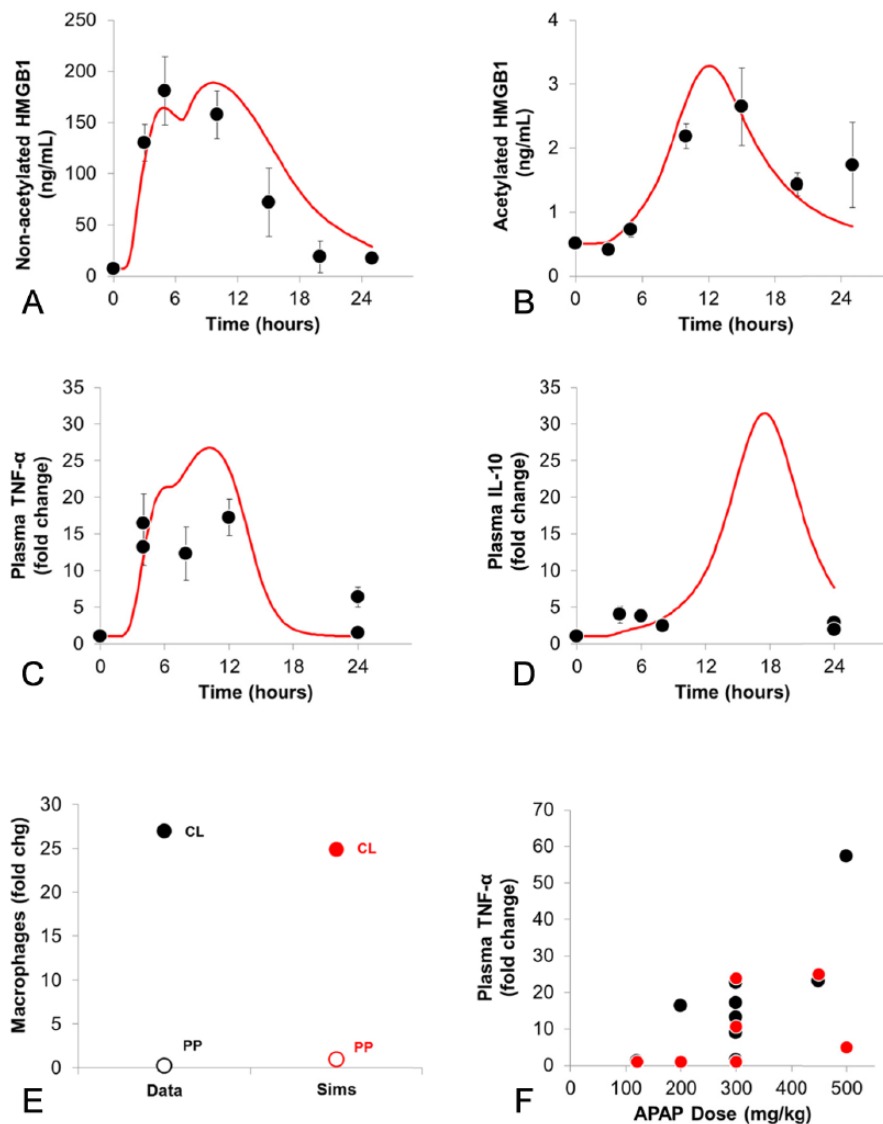 Non-acetylated HMGB1
(ng/mL)
250
200
150
100
50
0
0 6 12 18 24
Time (hours)
A
Acetylated HMGB1
(ng/mL)
4
3
2
1
0
0 6 12 18 24
Time (hours)
B
Plasma TNF-α
(fold change)
35
30
25
20
15
10
5
0
0 6 12 18 24
Time (hours)
C
Plasma IL-10
(fold change)
35
30
25
20
15
10
5
0
0 6 12 18 24
Time (hours)
D
Macrophages (fold chg)
30
25
20
15
10
5
0
CL
CL
PP
PP
Data Sims
E
Plasma TNF-α
(fold change)
70
60
50
40
30
20
10
0
0 100 200 300 400 500
APAP Dose (mg/kg)
F